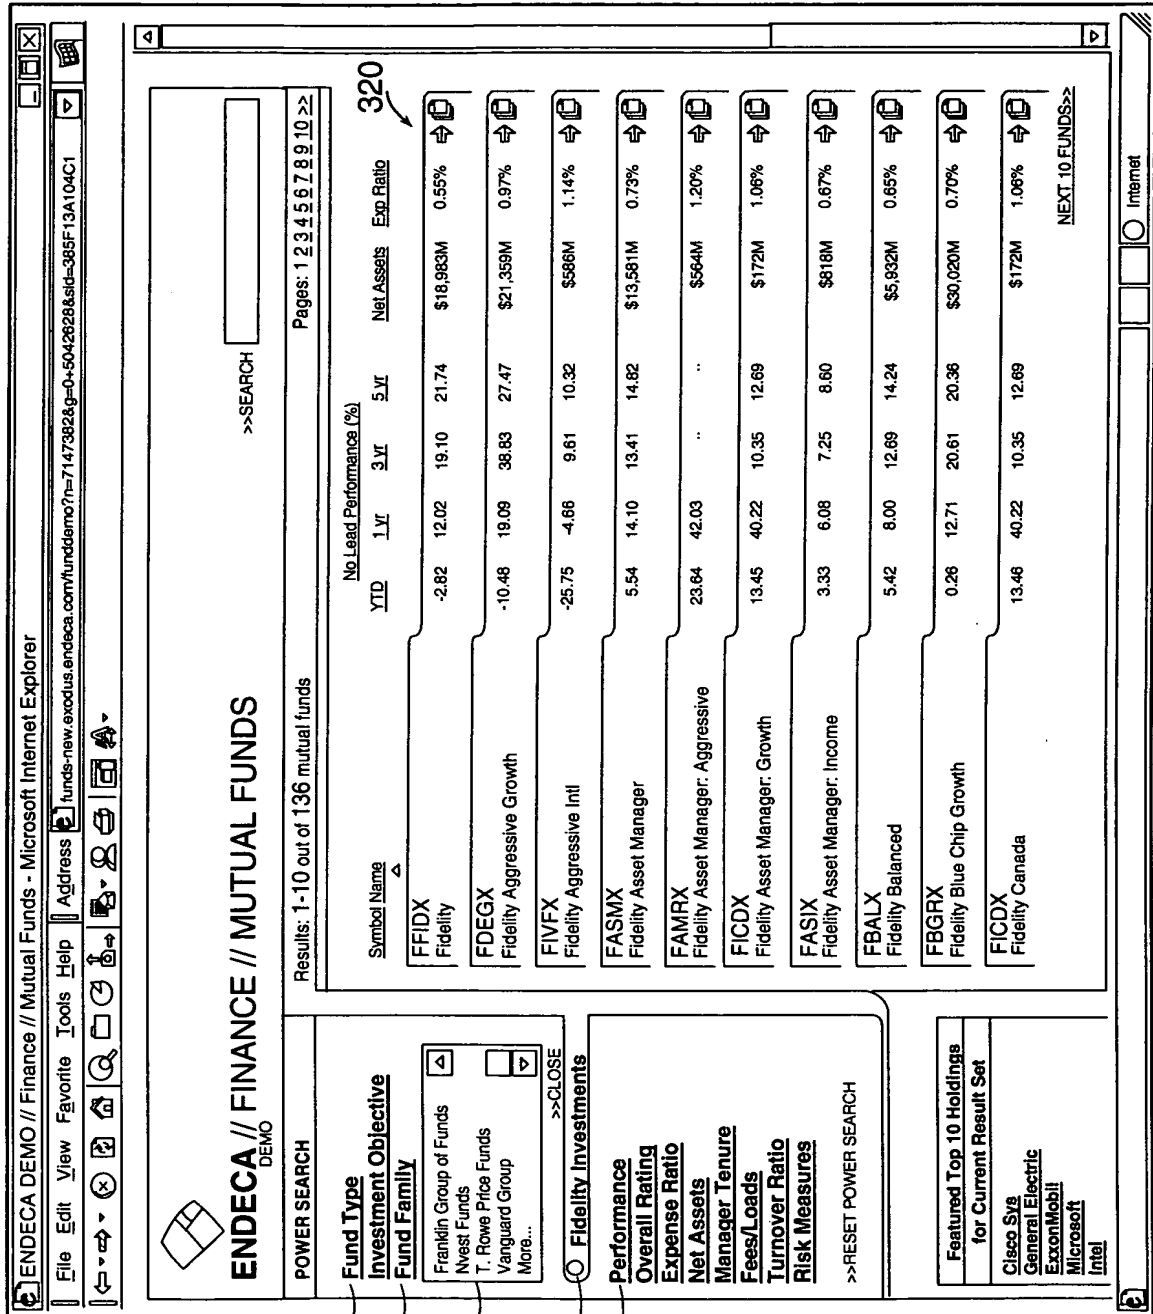 ENDECA DEMO // Finance // Mutual Funds - Microsoft Internet Explorer
File Edit View Favorite Tools Help Address funds-new.exodus.endeca.com/funddemo?n=7147382&g=0+5042628&sid=385F13A104C1
ENDECA // FINANCE // MUTUAL FUNDS
DEMO
>>SEARCH
POWER SEARCH
Fund Type
Investment Objective
Fund Family
Franklin Group of Funds
Nvest Funds
T. Rowe Price Funds
Vanguard Group
More...
>>CLOSE
Fidelity Investments
Performance
Overall Rating
Expense Ratio
Net Assets
Manager Tenure
Fees/Loads
Turnover Ratio
Risk Measures
>>RESET POWER SEARCH
Featured Top 10 Holdings
for Current Result Set
Cisco Sys
General Electric
ExxonMobil
Microsoft
Intel
Results: 1-10 out of 136 mutual funds Pages: 1 2 3 4 5 6 7 8 9 10 >>
320
No Lead Performance (%)
Symbol Name YTD 1 yr 3 yr 5 yr Net Assets Exp Ratio
FFIDX -2.82 12.02 19.10 21.74 $18,983M 0.55%
Fidelity
FDEGX -10.48 19.09 38.83 27.47 $21,359M 0.97%
Fidelity Aggressive Growth
FIVFX -25.75 -4.66 9.61 10.32 $586M 1.14%
Fidelity Aggressive Intl
FASMX 5.54 14.10 13.41 14.82 $13,581M 0.73%
Fidelity Asset Manager
FAMRX 23.64 42.03 .. .. $564M 1.20%
Fidelity Asset Manager: Aggressive
FICDX 13.45 40.22 10.35 12.69 $172M 1.06%
Fidelity Asset Manager: Growth
FASIX 3.33 6.08 7.25 8.60 $818M 0.67%
Fidelity Asset Manager: Income
FBALX 5.42 8.00 12.69 14.24 $5,932M 0.65%
Fidelity Balanced
FBGRX 0.26 12.71 20.61 20.36 $30,020M 0.70%
Fidelity Blue Chip Growth
FICDX 13.46 40.22 10.35 12.69 $172M 1.06%
Fidelity Canada
NEXT 10 FUNDS>>
Internet